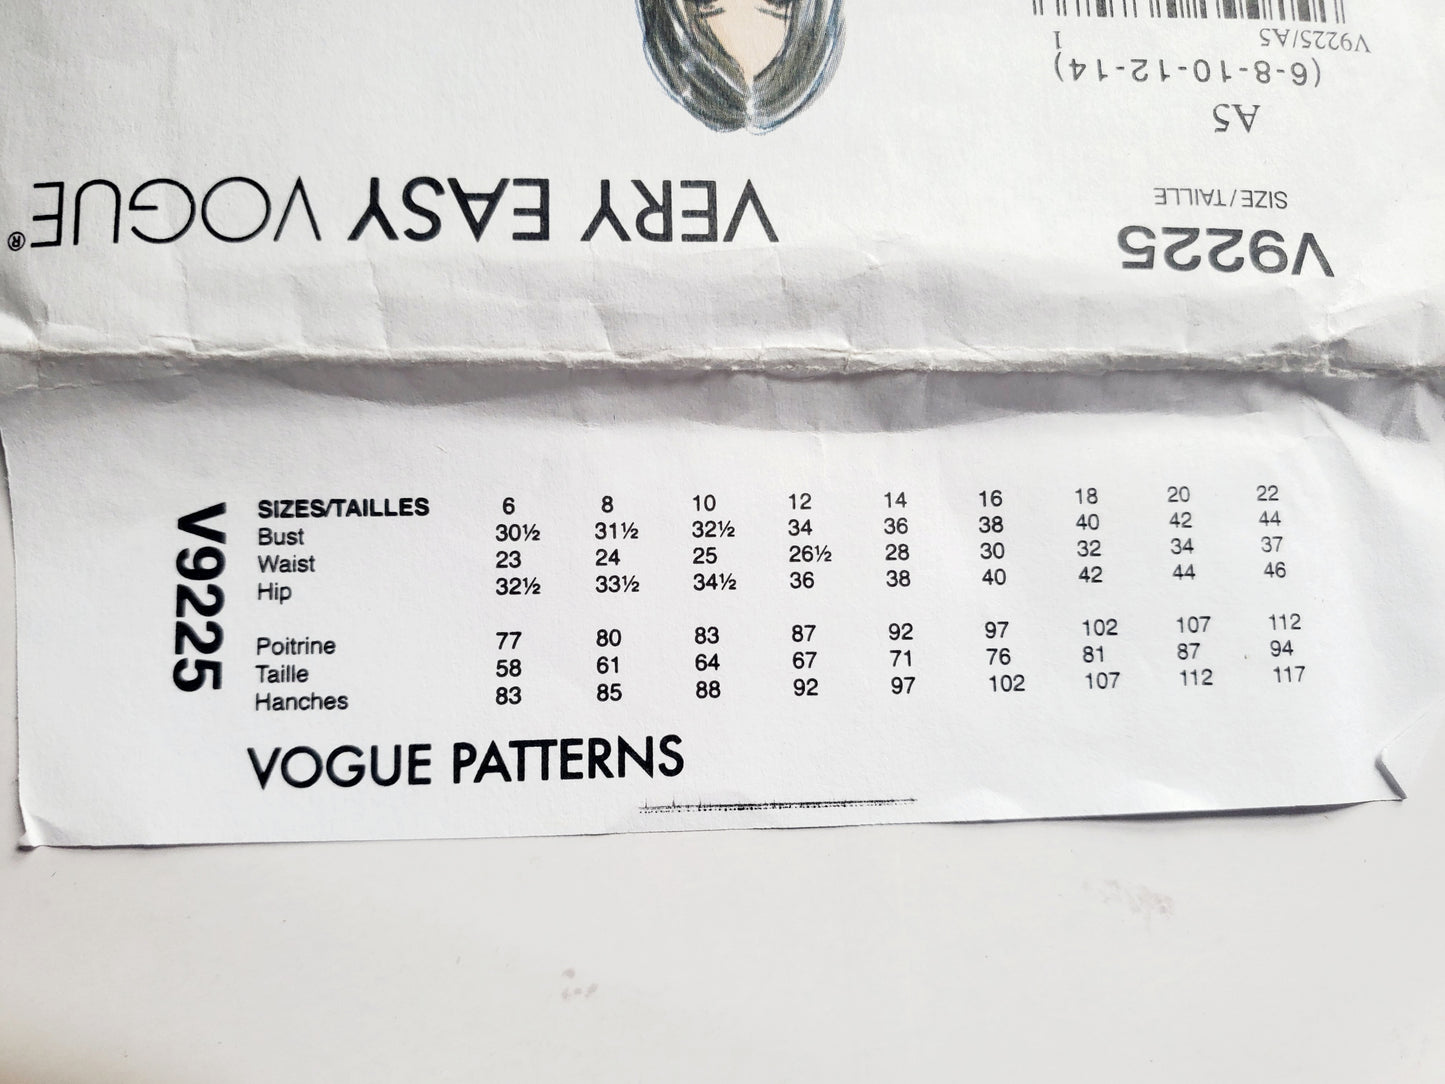 V9225/A5
1
(6-8-10-12-14)
A5
SIZE/TAILLE
V9225
VERY EASY VOGUE®
V9225
SIZES/TAILLES 6 8 10 12 14 16 18 20 22
Bust 30½ 31½ 32½ 34 36 38 40 42 44
Waist 23 24 25 26½ 28 30 32 34 37
Hip 32½ 33½ 34½ 36 38 40 42 44 46
Poitrine 77 80 83 87 92 97 102 107 112
Taille 58 61 64 67 71 76 81 87 94
Hanches 83 85 88 92 97 102 107 112 117
VOGUE PATTERNS